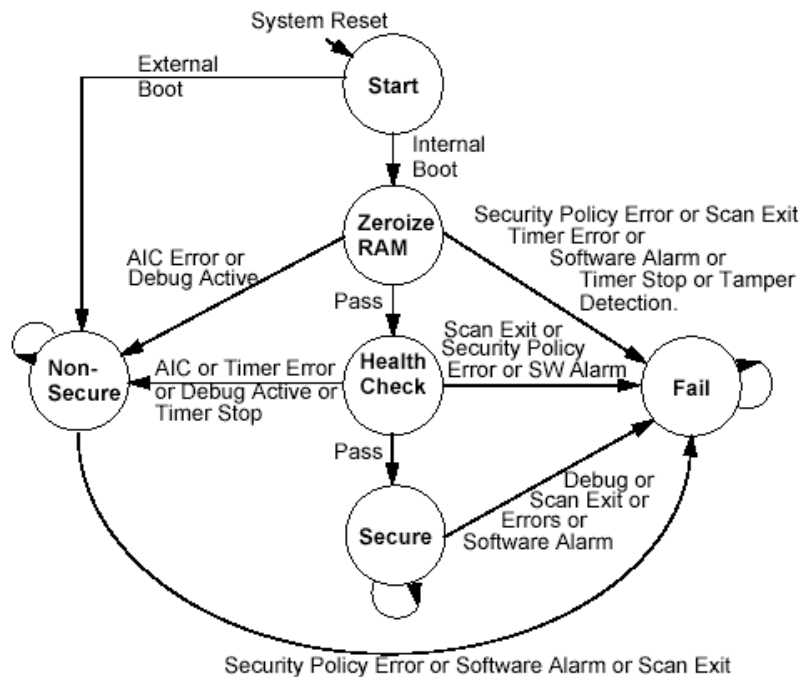 System Reset
External
Boot
Start
Internal
Boot
Zeroize
RAM
Security Policy Error or Scan Exit
Timer Error or
Software Alarm or
Timer Stop or Tamper
Detection.
AIC Error or
Debug Active
Pass
Scan Exit or
Security Policy
Error or SW Alarm
Non-
Secure
AIC or Timer Error
or Debug Active or
Timer Stop
Health
Check
Fail
Pass
Debug or
Scan Exit or
Errors or
Software Alarm
Secure
Security Policy Error or Software Alarm or Scan Exit